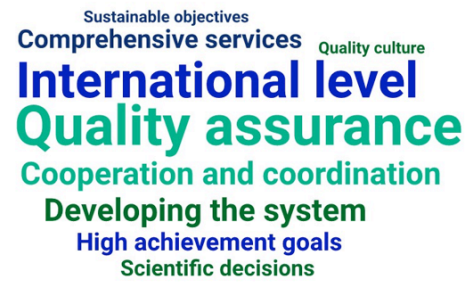 Sustainable objectives
Comprehensive services
Quality culture
International level
Quality assurance
Cooperation and coordination
Developing the system
High achievement goals
Scientific decisions